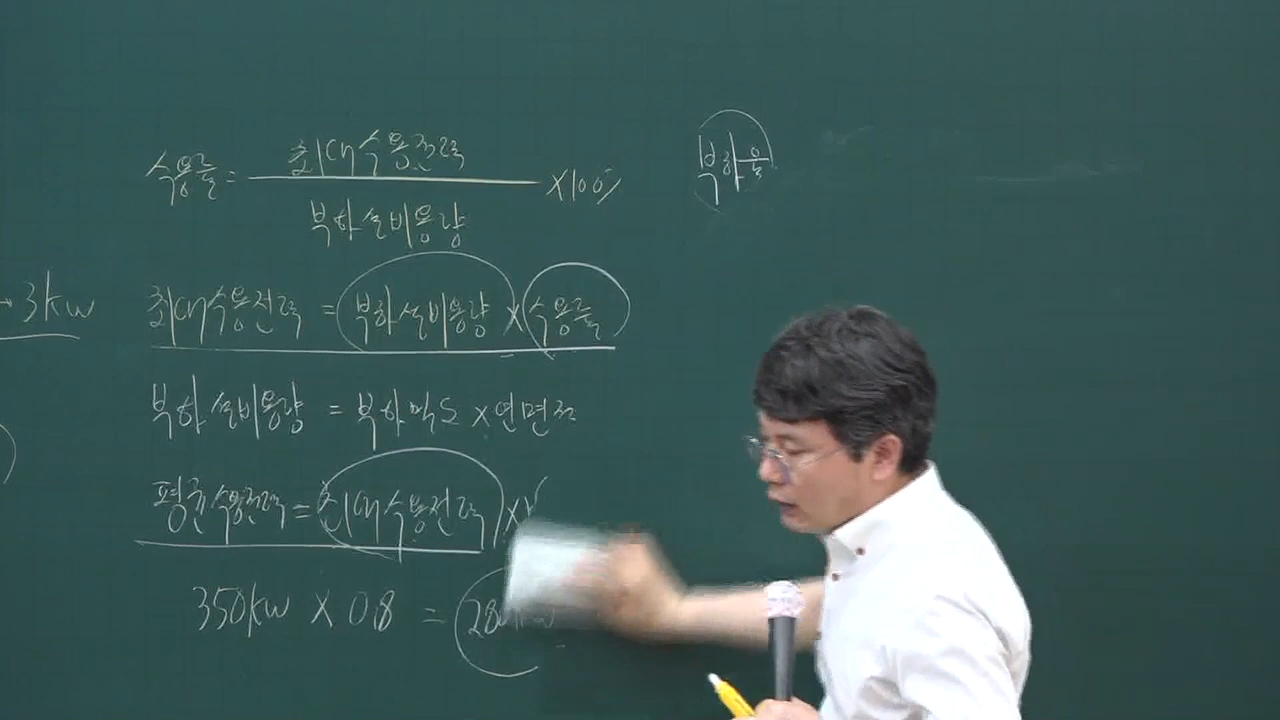 수용률 = 최대수용전력 / 부하설비용량 ×100%
부하율
→ 3kW
최대수용전력 = 부하설비용량 × 수용률
부하설비용량 = 부하밀도 × 연면적
평균수용전력 = 최대수용전력 ×
350kW × 0.8 = 280kW